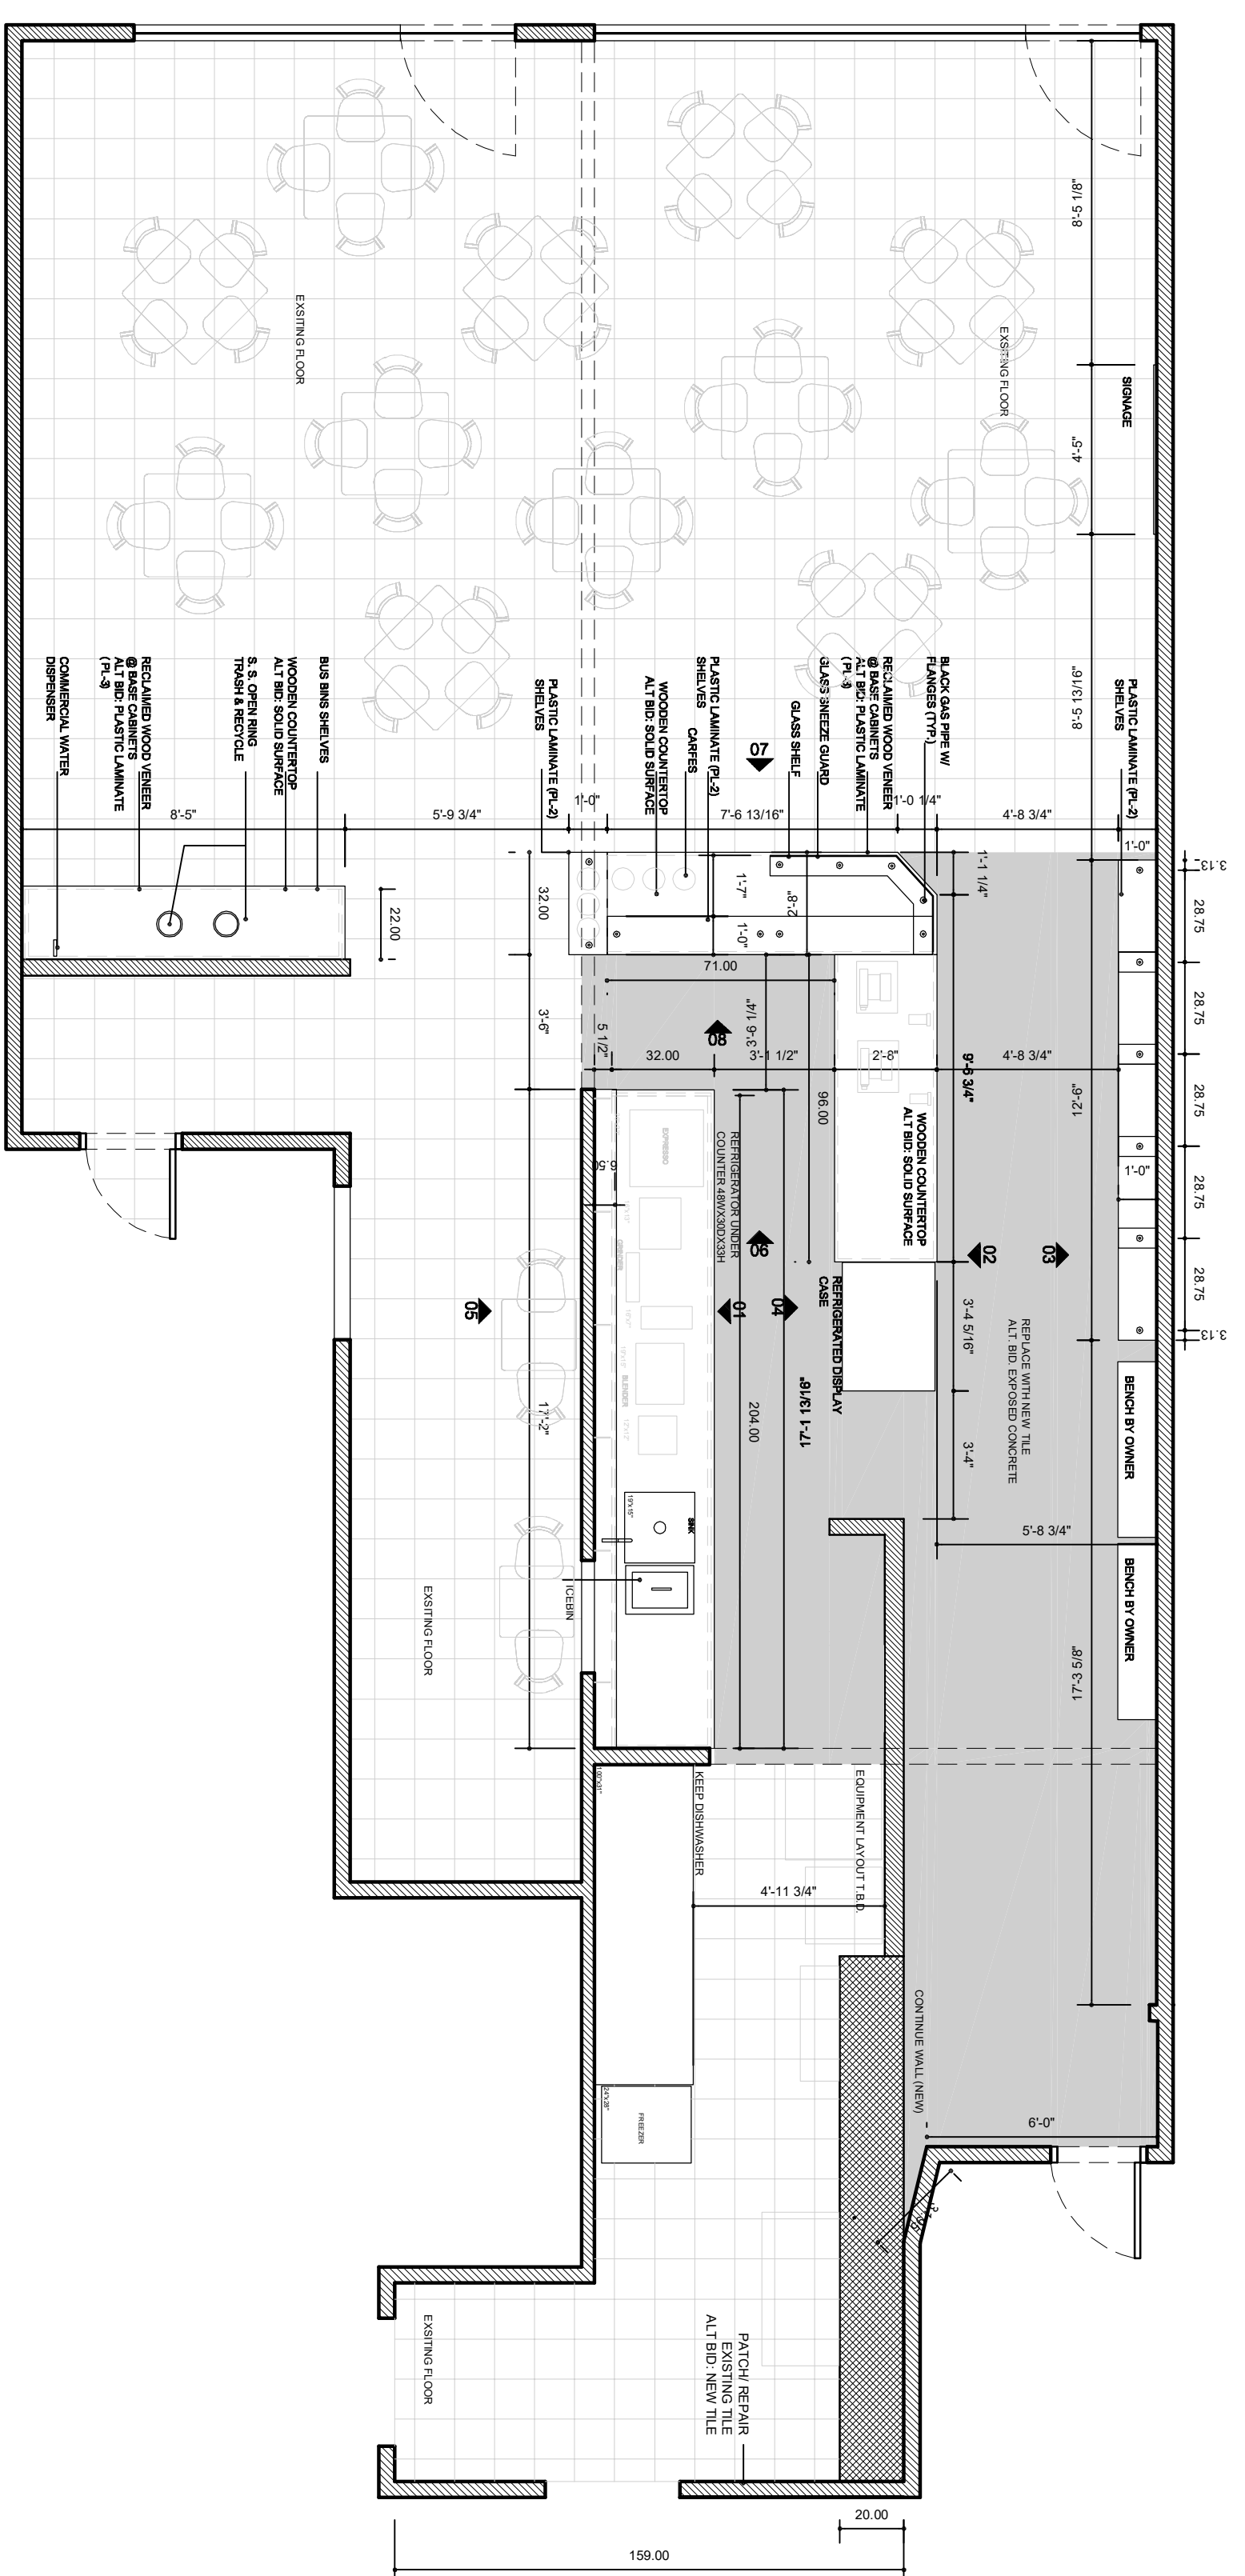 8'-5 1/8"
SIGNAGE
4'-5"
EXSITING FLOOR
EXSITING FLOOR
8'-5 13/16"
COMMERCIAL WATER
DISPENSER
RECLAIMED WOOD VENEER
@ BASE CABINETS
ALT BID: PLASTIC LAMINATE
(PL-3)
S. S. OPEN RING
TRASH & RECYCLE
WOODEN COUNTERTOP
ALT BID: SOLID SURFACE
BUS BINS SHELVES
PLASTIC LAMINATE (PL-2)
SHELVES
WOODEN COUNTERTOP
ALT BID: SOLID SURFACE
CARFES
PLASTIC LAMINATE (PL-2)
SHELVES
07
GLASS SHELF
GLASS SNEEZE GUARD
RECLAIMED WOOD VENEER
@ BASE CABINETS
ALT BID: PLASTIC LAMINATE
(PL-3)
BLACK GAS PIPE W/
FLANGES (TYP.)
PLASTIC LAMINATE (PL-2)
SHELVES
8'-5"
5'-9 3/4"
1'-0"
7'-6 13/16"
1'-0 1/4"
4'-8 3/4"
1'-0"
3.13
28.75
28.75
28.75
28.75
28.75
3.13
1'-1 1/4"
22.00
32.00
1'-7"
2'-8"
1'-0"
71.00
3'-6"
5 1/2"
08
3'-6 1/4"
32.00
3'-1 1/2"
2'-8"
9'-6 3/4"
4'-8 3/4"
12'-6"
96.00
1'-0"
EXPRESSO
6.50
REFRIGERATOR UNDER
COUNTER 48WX30DX33H
WOODEN COUNTERTOP
ALT BID: SOLID SURFACE
GRINDER
06
02
03
05
01
04
REFRIGERATED DISPLAY
CASE
3'-4 5/16"
REPLACE WITH NEW TILE
ALT. BID. EXPOSED CONCRETE
BENCH BY OWNER
BLENDER
17'-2"
204.00
17'-1 13/16"
3'-4"
5'-8 3/4"
19"x15"
SINK
ICEBIN
BENCH BY OWNER
EXSITING FLOOR
17'-3 5/8"
100"x31"
KEEP DISHWASHER
EQUIPMENT LAYOUT T.B.D.
4'-11 3/4"
CONTINUE WALL (NEW)
24"x28"
FREEZER
6'-0"
EXSITING FLOOR
PATCH/ REPAIR
EXISTING TILE
ALT BID: NEW TILE
20.00
159.00